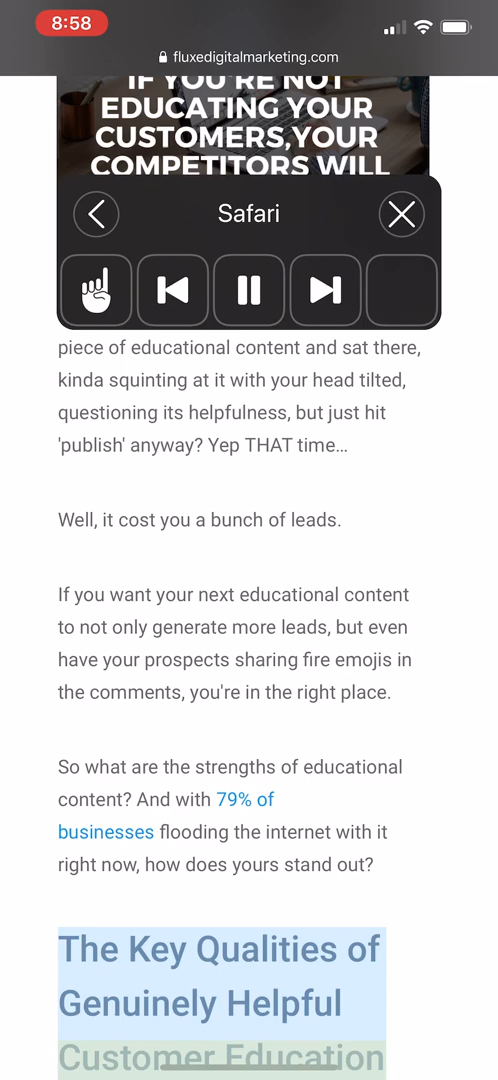 8:58
fluxedigitalmarketing.com
IF YOU'RE NOT
EDUCATING YOUR
CUSTOMERS,YOUR
COMPETITORS WILL
Safari
piece of educational content and sat there,
kinda squinting at it with your head tilted,
questioning its helpfulness, but just hit
'publish' anyway? Yep THAT time…
Well, it cost you a bunch of leads.
If you want your next educational content
to not only generate more leads, but even
have your prospects sharing fire emojis in
the comments, you're in the right place.
So what are the strengths of educational
content? And with 79% of
businesses flooding the internet with it
right now, how does yours stand out?
The Key Qualities of
Genuinely Helpful
Customer Education